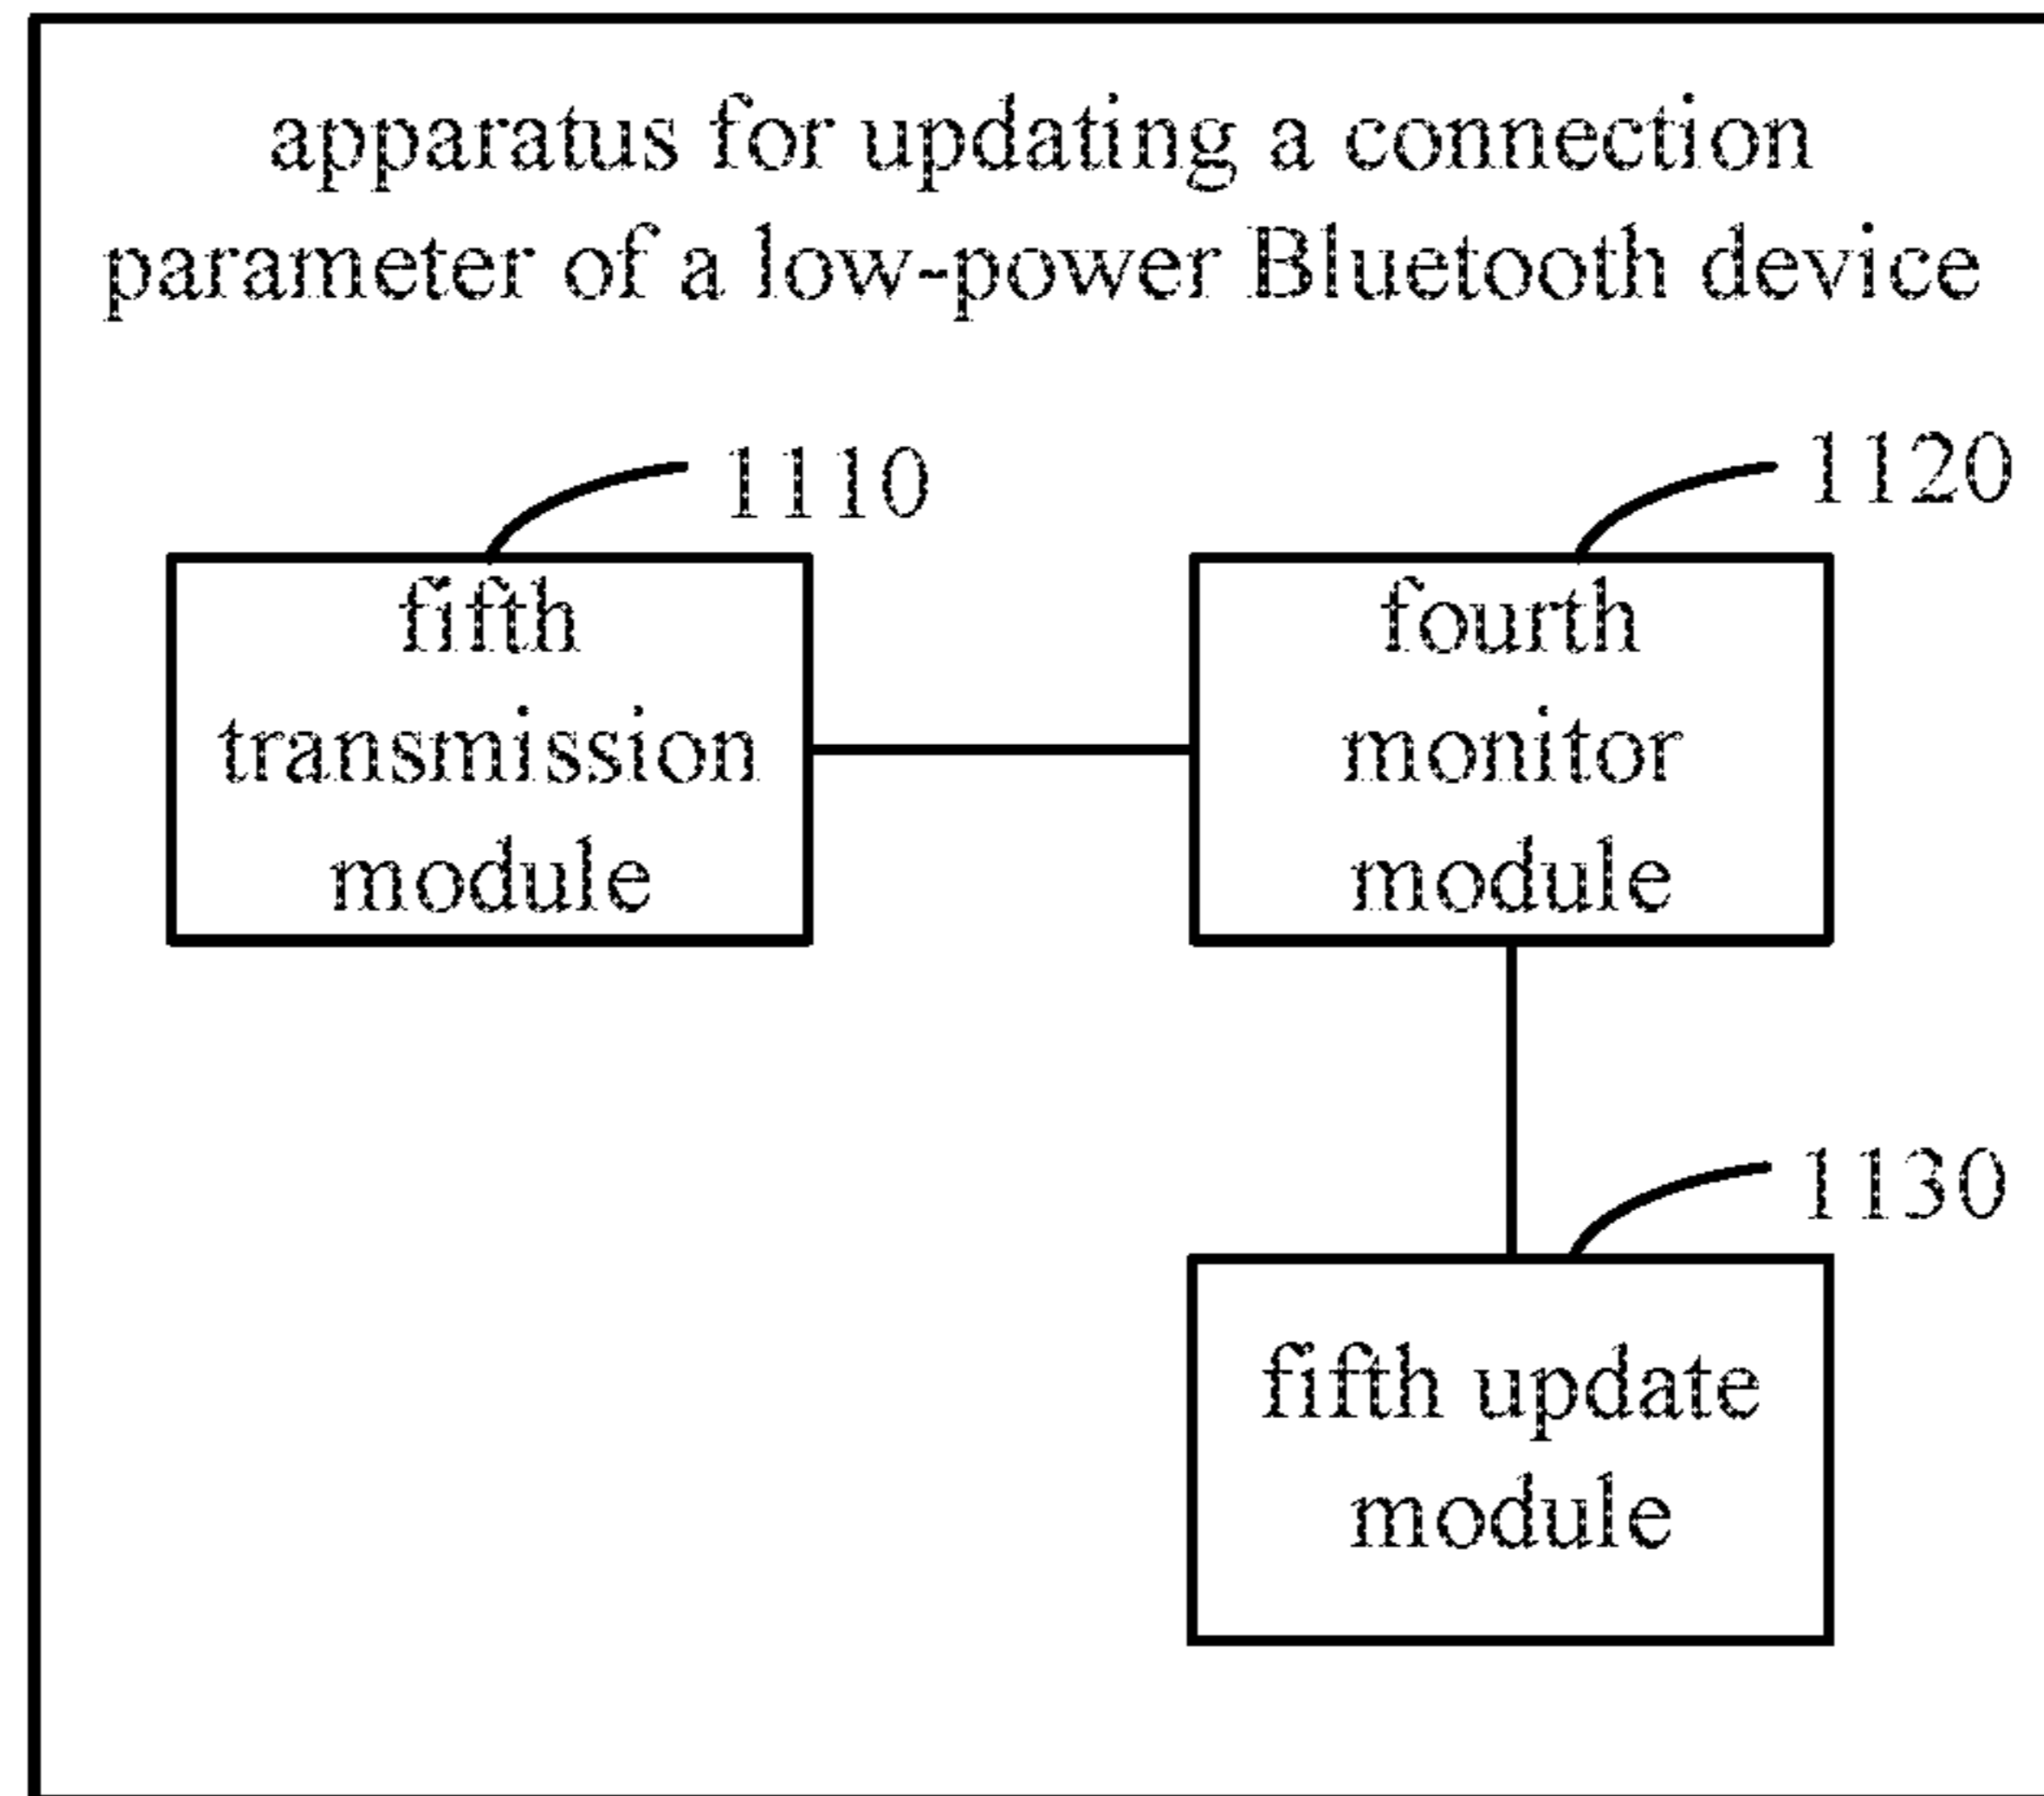 apparatus for updating a connection
parameter of a low-power Bluetooth device
1110
1120
fifth
transmission
module
fourth
monitor
module
1130
fifth update
module